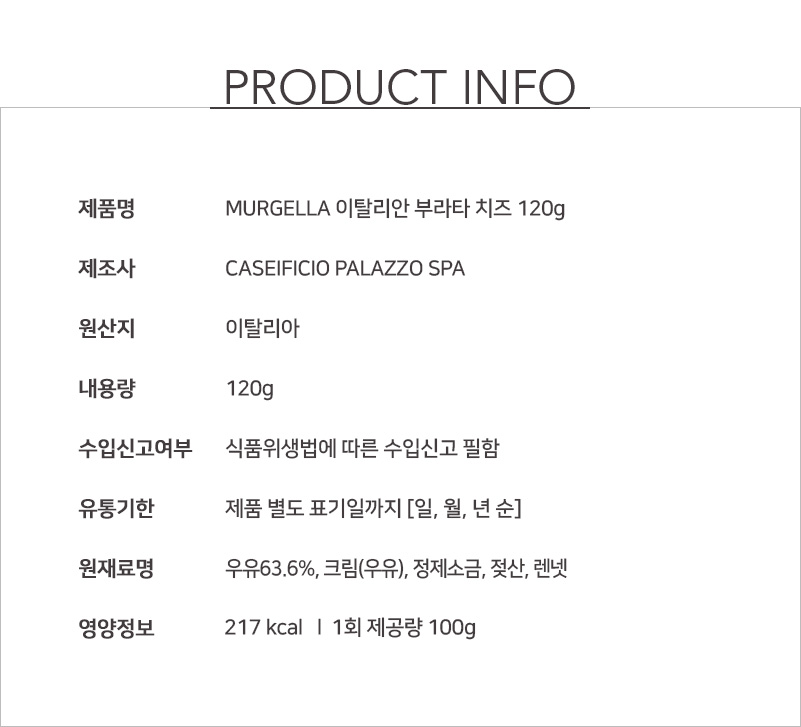 PRODUCT INFO
제품명 MURGELLA 이탈리안 부라타 치즈 120g
제조사 CASEIFICIO PALAZZO SPA
원산지 이탈리아
내용량 120g
수입신고여부 식품위생법에 따른 수입신고 필함
유통기한 제품 별도 표기일까지 [일, 월, 년 순]
원재료명 우유63.6%, 크림(우유), 정제소금, 젖산, 렌넷
영양정보 217 kcal ㅣ 1회 제공량 100g